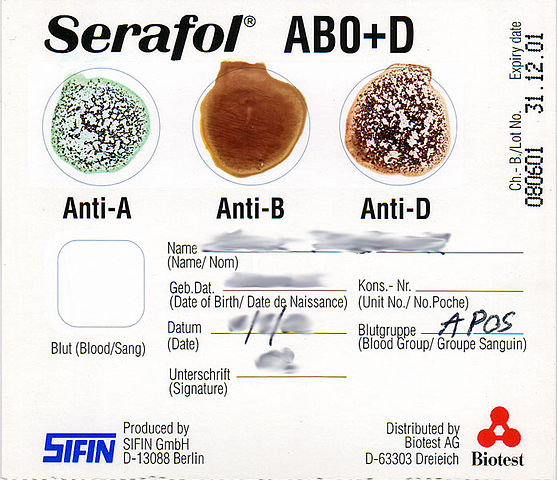 Serafol® AB0+D
Anti-A Anti-B Anti-D
Ch.- B./Lot No. Expiry date
080601 31.12.01
Name
(Name/ Nom)
Geb.Dat. Kons.- Nr.
(Date of Birth/ Date de Naissance) (Unit No./ No.Poche)
Datum Blutgruppe A POS
(Date) (Blood Group/ Groupe Sanguin)
Unterschrift
(Signature)
Blut (Blood/Sang)
SIFIN
Produced by
SIFIN GmbH
D-13088 Berlin
Distributed by
Biotest AG
D-63303 Dreieich
Biotest